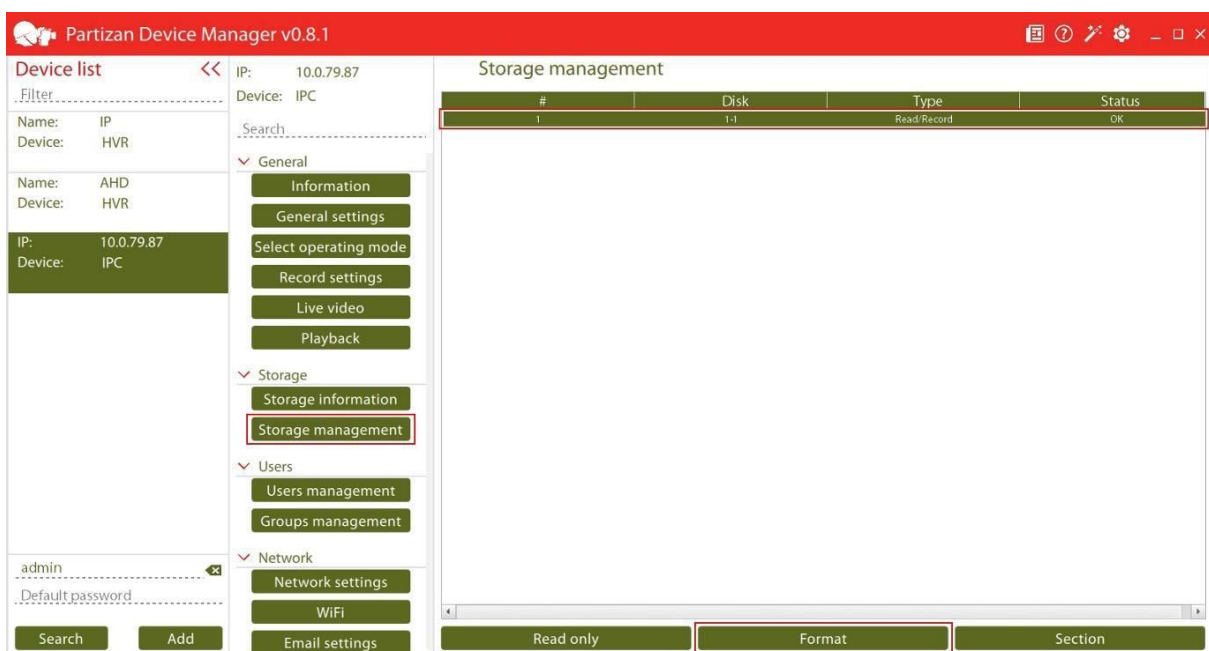 Partizan Device Manager v0.8.1
Device list <<
Filter
Name: IP
Device: HVR
Name: AHD
Device: HVR
IP: 10.0.79.87
Device: IPC
admin
Default password
Search Add
IP: 10.0.79.87
Device: IPC
Search
General
Information
General settings
Select operating mode
Record settings
Live video
Playback
Storage
Storage information
Storage management
Users
Users management
Groups management
Network
Network settings
WiFi
Email settings
Storage management
# Disk Type Status
1 1-1 Read/Record OK
Read only Format Section